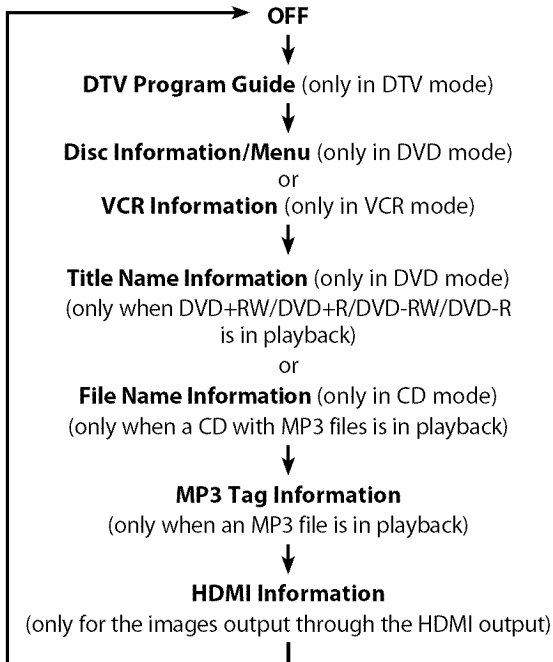 OFF
DTV Program Guide (only in DTV mode)
Disc Information/Menu (only in DVD mode)
or
VCR Information (only in VCR mode)
Title Name Information (only in DVD mode)
(only when DVD+RW/DVD+R/DVD-RW/DVD-R
is in playback)
or
File Name Information (only in CD mode)
(only when a CD with MP3 files is in playback)
MP3 Tag Information
(only when an MP3 file is in playback)
HDMI Information
(only for the images output through the HDMI output)